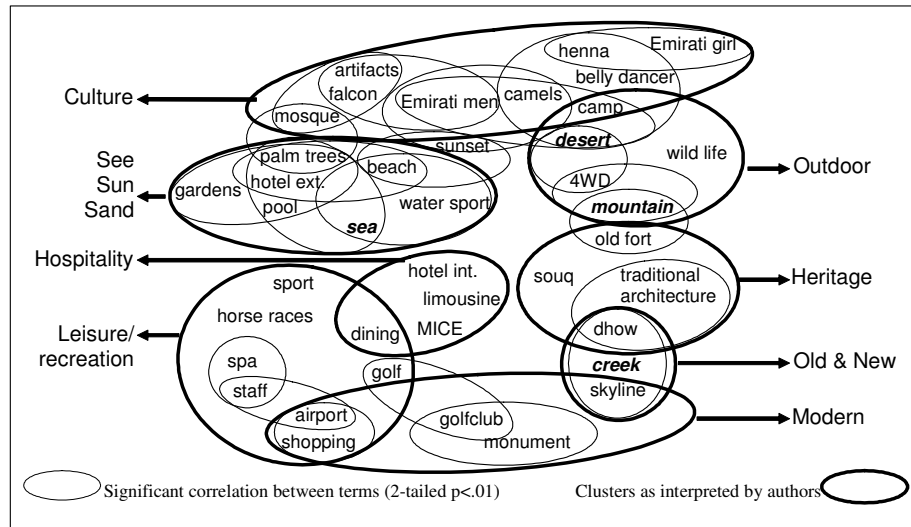 henna
Emirati girl
artifacts
belly dancer
falcon
Emirati men
camels
Culture
camp
mosque
desert
sunset
palm trees
wild life
See
Sun
Sand
beach
Outdoor
gardens
hotel ext.
4WD
pool
water sport
mountain
sea
old fort
Hospitality
hotel int.
sport
souq
traditional
architecture
Heritage
limousine
horse races
MICE
dhow
Leisure/
recreation
dining
spa
golf
creek
Old & New
staff
skyline
airport
golfclub
Modern
shopping
monument
Significant correlation between terms (2-tailed p<.01)
Clusters as interpreted by authors